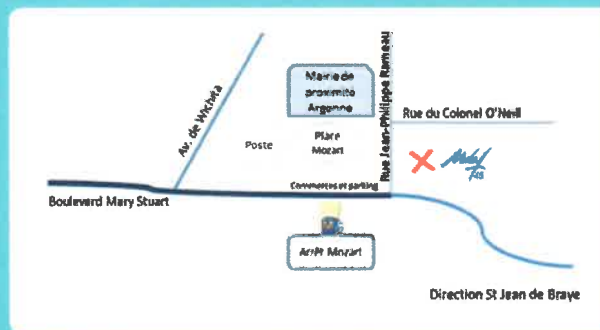 Av. de Wichita
Mairie de
proximité
Argonne
Rue Jean-Philippe Rameau
Rue du Colonel O'Neill
Poste
Place
Mozart
Commerces et parking
Boulevard Mary Stuart
Arrêt Mozart
Direction St Jean de Braye